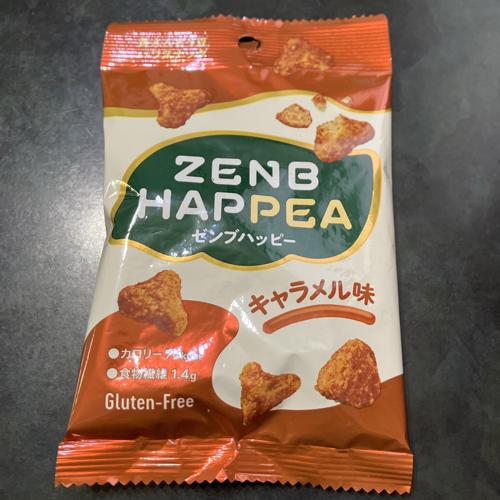 ZENB
HAPPEA
ゼンブハッピー
キャラメル味
●カロリー
●食物繊維 1.4g
Gluten-Free